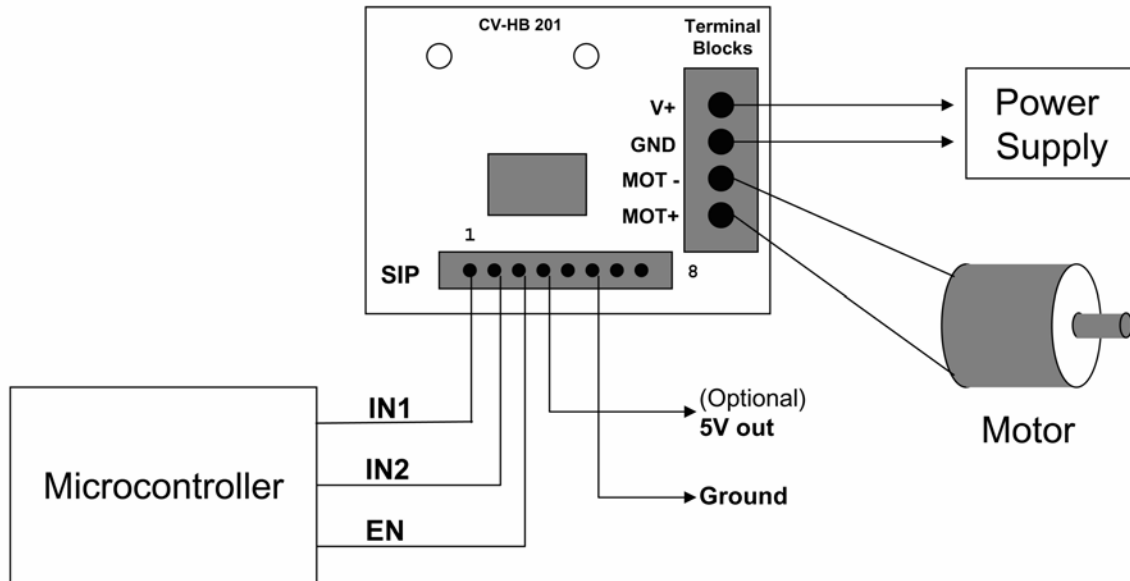 CV-HB 201
Terminal
Blocks
V+
GND
MOT -
MOT+
Power
Supply
1
SIP
8
IN1
IN2
EN
Microcontroller
(Optional)
5V out
Ground
Motor